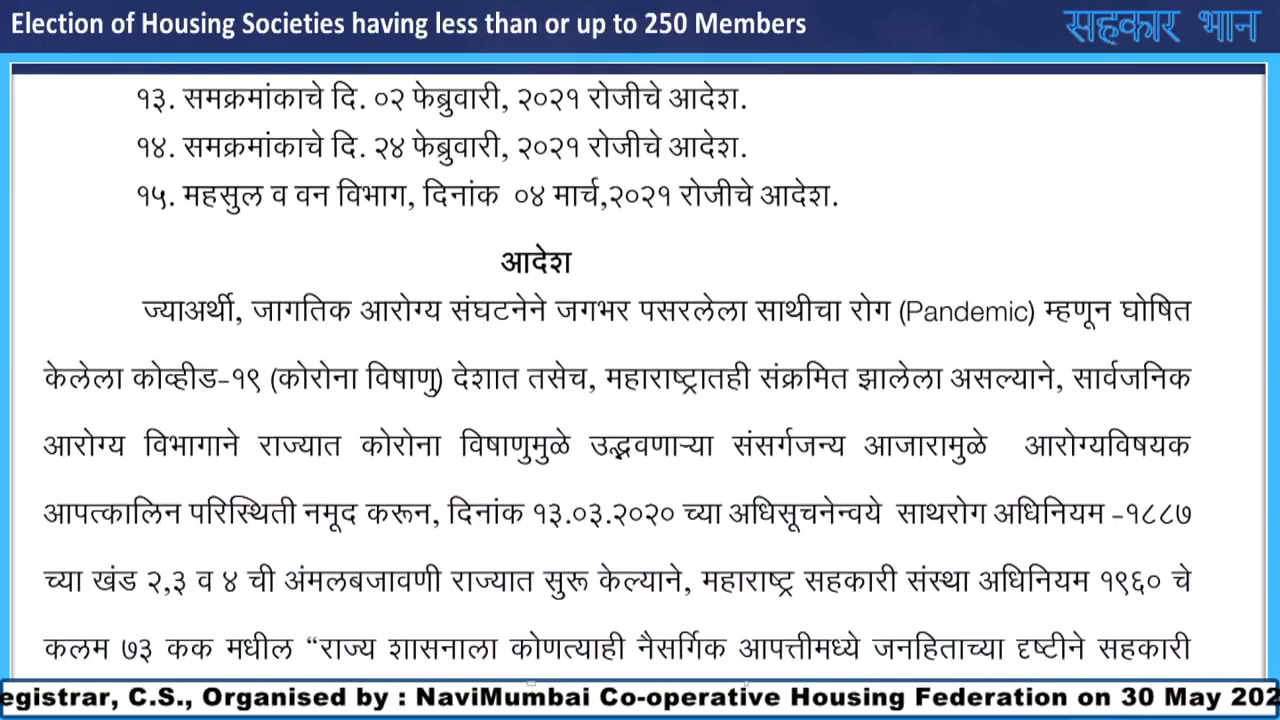 Election of Housing Societies having less than or up to 250 Members
सहकार भान
१३. समक्रमांकाचे दि. ०२ फेब्रुवारी, २०२१ रोजीचे आदेश.
१४. समक्रमांकाचे दि. २४ फेब्रुवारी, २०२१ रोजीचे आदेश.
१५. महसुल व वन विभाग, दिनांक ०४ मार्च,२०२१ रोजीचे आदेश.
आदेश
ज्याअर्थी, जागतिक आरोग्य संघटनेने जगभर पसरलेला साथीचा रोग (Pandemic) म्हणून घोषित
केलेला कोव्हीड-१९ (कोरोना विषाणु) देशात तसेच, महाराष्ट्रातही संक्रमित झालेला असल्याने, सार्वजनिक
आरोग्य विभागाने राज्यात कोरोना विषाणुमुळे उद्भवणाऱ्या संसर्गजन्य आजारामुळे आरोग्यविषयक
आपत्कालिन परिस्थिती नमूद करून, दिनांक १३.०३.२०२० च्या अधिसूचनेन्वये साथरोग अधिनियम -१८८७
च्या खंड २,३ व ४ ची अंमलबजावणी राज्यात सुरू केल्याने, महाराष्ट्र सहकारी संस्था अधिनियम १९६० चे
कलम ७३ कक मधील “राज्य शासनाला कोणत्याही नैसर्गिक आपत्तीमध्ये जनहिताच्या दृष्टीने सहकारी
egistrar, C.S., Organised by : NaviMumbai Co-operative Housing Federation on 30 May 202